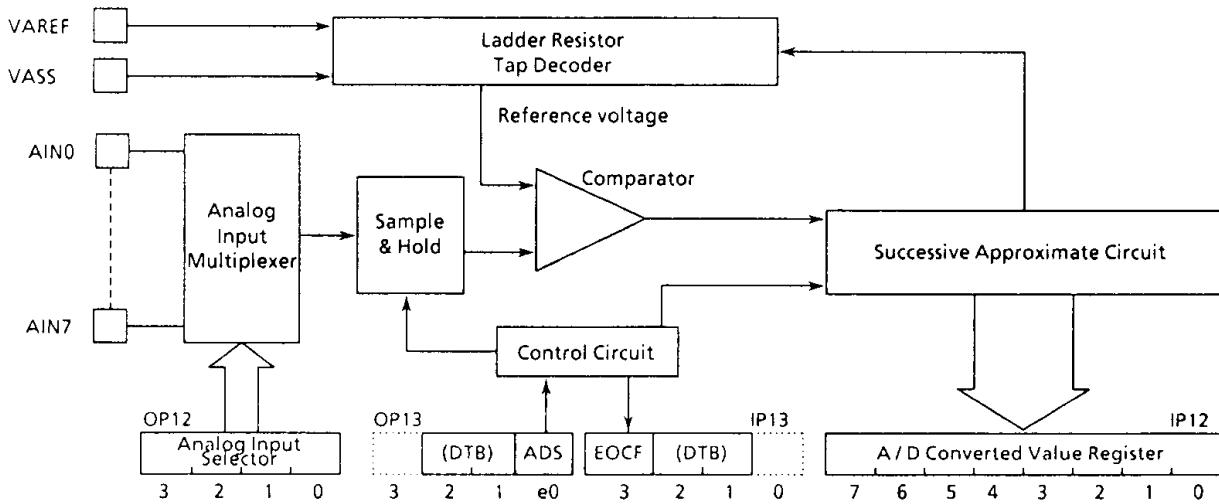 VAREF
VASS
Ladder Resistor
Tap Decoder
Reference voltage
AIN0
AIN7
Analog
Input
Multiplexer
Sample
& Hold
Comparator
Successive Approximate Circuit
Control Circuit
OP12
OP13
IP13
IP12
Analog Input
Selector
(DTB)
ADS
EOCF
(DTB)
A / D Converted Value Register
3 2 1 0
3 2 1 e0
3 2 1 0
7 6 5 4 3 2 1 0